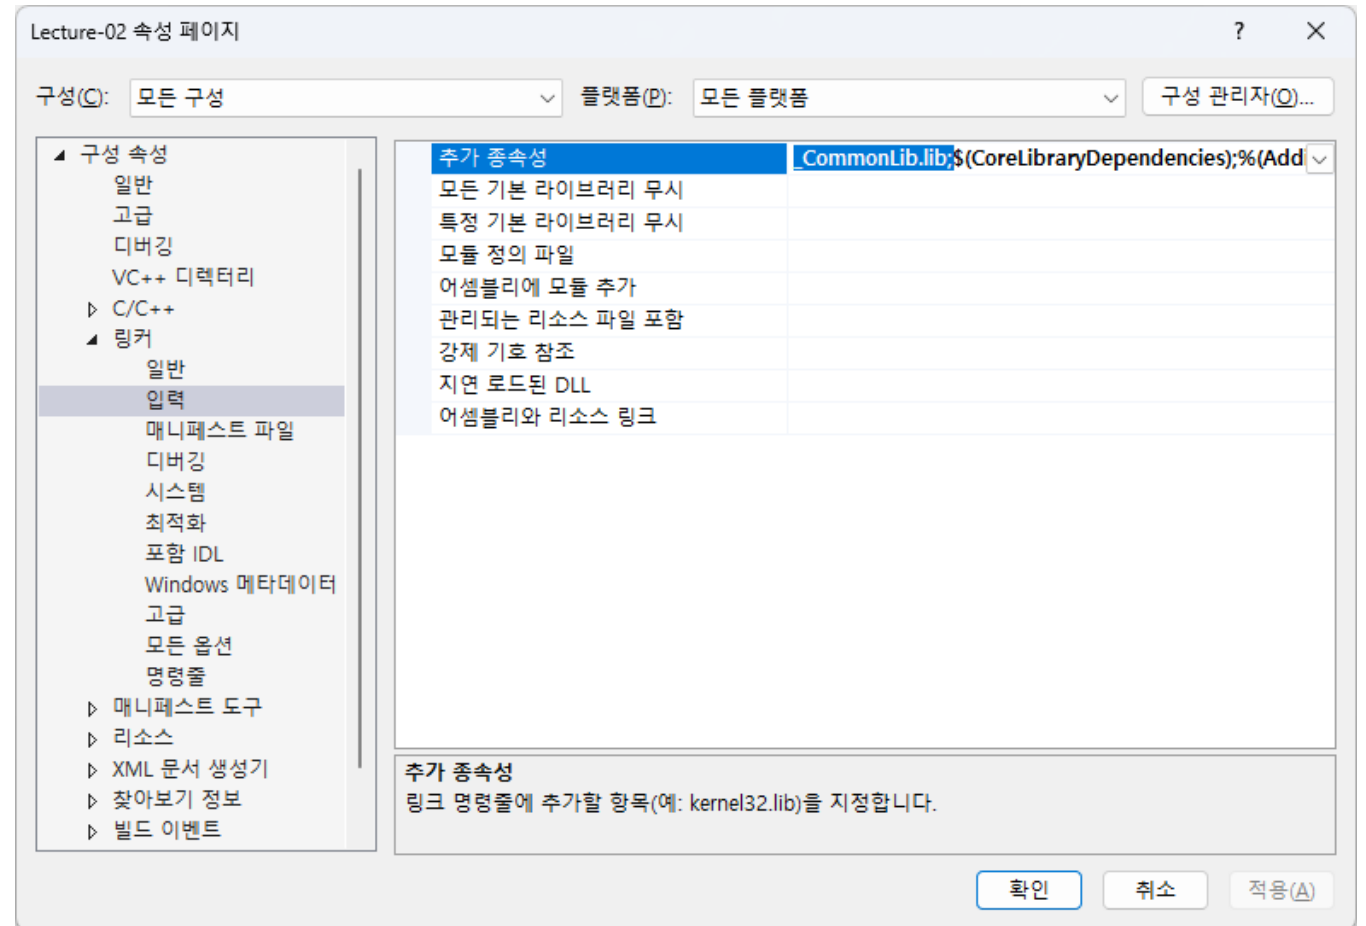 Lecture-02 속성 페이지
?
구성(C):
모든 구성
플랫폼(P):
모든 플랫폼
구성 관리자(O)...
구성 속성
일반
고급
디버깅
VC++ 디렉터리
C/C++
링커
일반
입력
매니페스트 파일
디버깅
시스템
최적화
포함 IDL
Windows 메타데이터
고급
모든 옵션
명령줄
매니페스트 도구
리소스
XML 문서 생성기
찾아보기 정보
빌드 이벤트
추가 종속성 _CommonLib.lib;$(CoreLibraryDependencies);%(Addi
모든 기본 라이브러리 무시
특정 기본 라이브러리 무시
모듈 정의 파일
어셈블리에 모듈 추가
관리되는 리소스 파일 포함
강제 기호 참조
지연 로드된 DLL
어셈블리와 리소스 링크
추가 종속성
링크 명령줄에 추가할 항목(예: kernel32.lib)을 지정합니다.
확인
취소
적용(A)